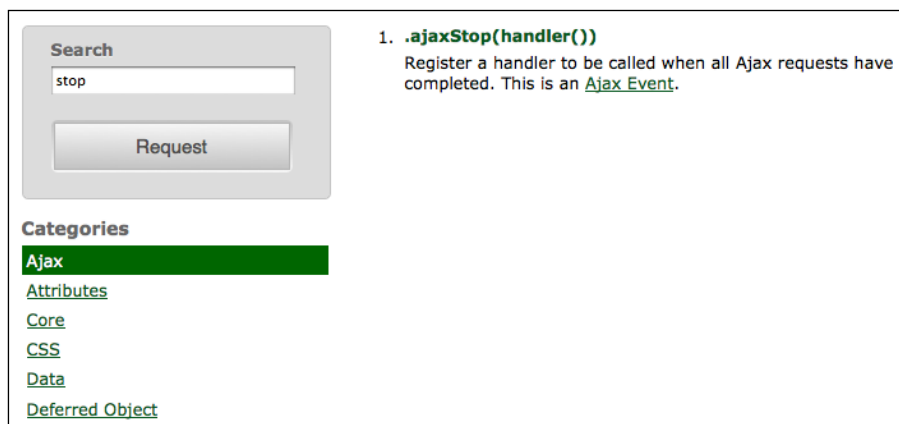 Search
stop
Request
Categories
Ajax
Attributes
Core
CSS
Data
Deferred Object
1. .ajaxStop(handler())
Register a handler to be called when all Ajax requests have
completed. This is an Ajax Event.